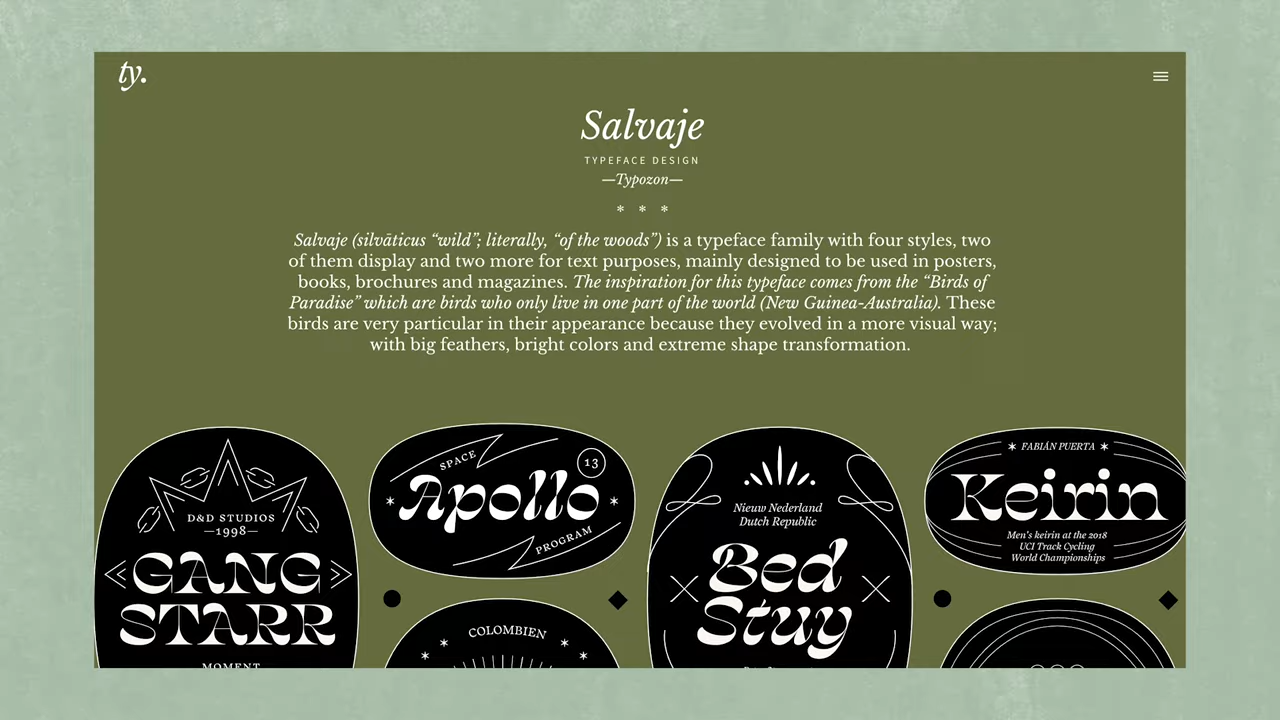 ty.
Salvaje
TYPEFACE DESIGN
—Typozon—
* * *
Salvaje (silvāticus “wild”; literally, “of the woods”) is a typeface family with four styles, two
of them display and two more for text purposes, mainly designed to be used in posters,
books, brochures and magazines. The inspiration for this typeface comes from the “Birds of
Paradise” which are birds who only live in one part of the world (New Guinea-Australia). These
birds are very particular in their appearance because they evolved in a more visual way;
with big feathers, bright colors and extreme shape transformation.
D&D STUDIOS
—1998—
GANG
STARR
MOMENT
SPACE
13
Apollo
PROGRAM
COLOMBIEN
Nieuw Nederland
Dutch Republic
Bed
Stuy
FABIÁN PUERTA
Keirin
Men's keirin at the 2018
UCI Track Cycling
World Championships